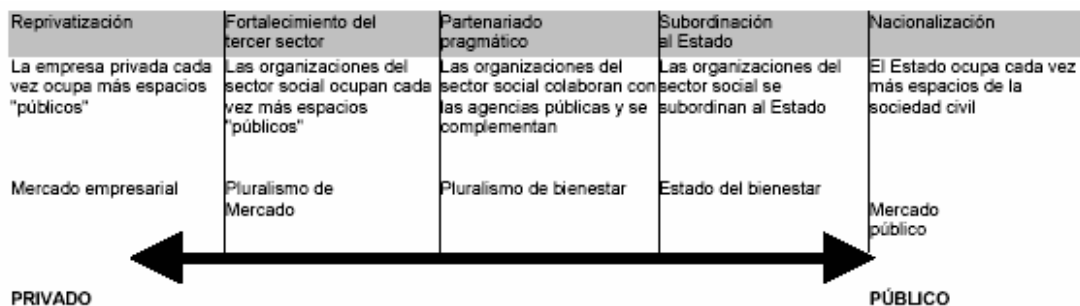 Reprivatización
Fortalecimiento del
tercer sector
Partenariado
pragmático
Subordinación
al Estado
Nacionalización
La empresa privada cada
vez ocupa más espacios
"públicos"
Las organizaciones del
sector social ocupan cada
vez más espacios
"públicos"
Las organizaciones del
sector social colaboran con
las agencias públicas y se
complementan
Las organizaciones del
sector social se
subordinan al Estado
El Estado ocupa cada vez
más espacios de la
sociedad civil
Mercado empresarial
Pluralismo de
Mercado
Pluralismo de bienestar
Estado del bienestar
Mercado
público
PRIVADO
PÚBLICO